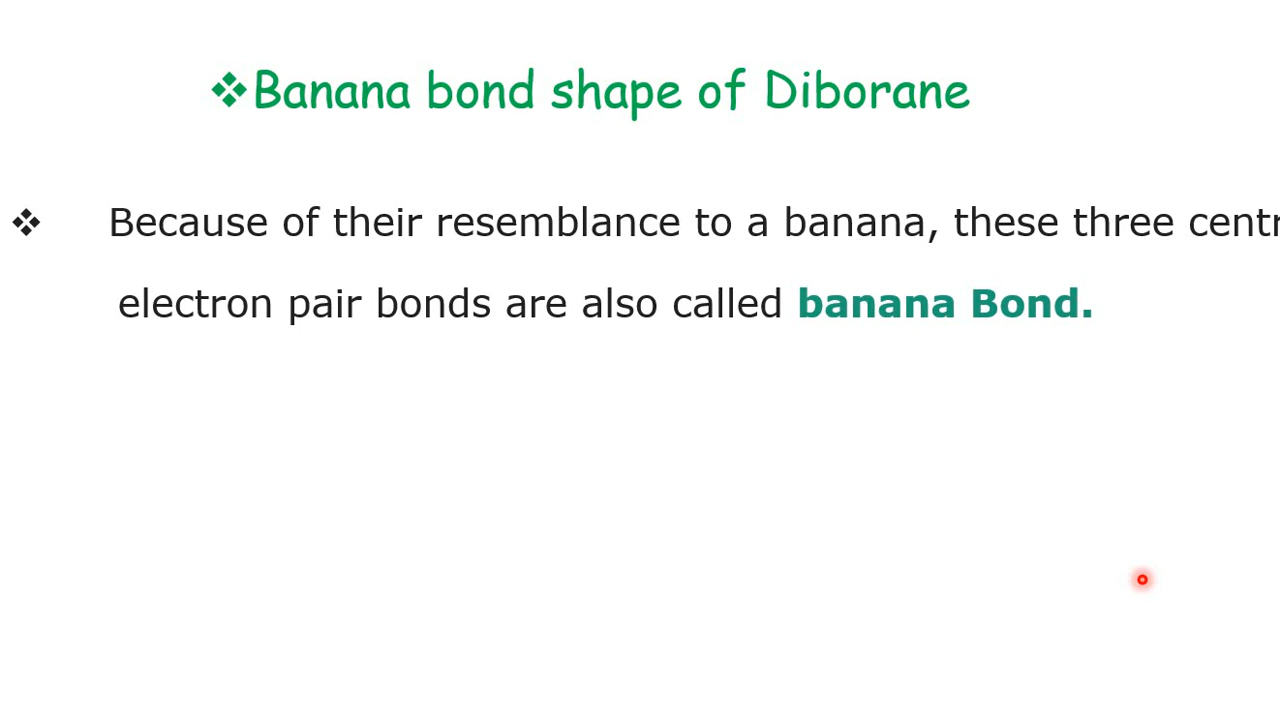 ❖Banana bond shape of Diborane
❖ Because of their resemblance to a banana, these three
electron pair bonds are also called banana Bond.